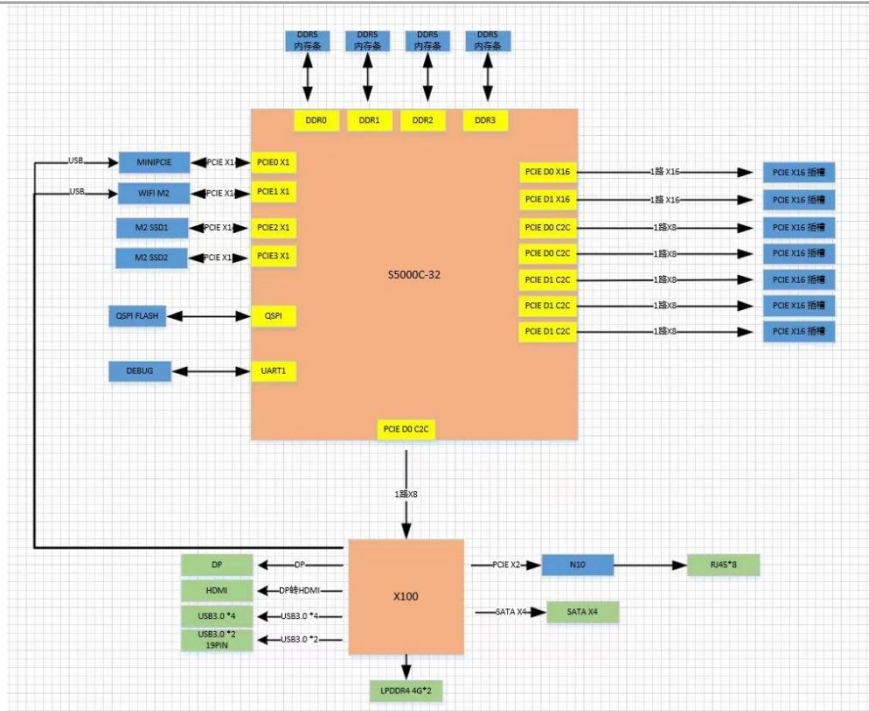 DDR5
内存条
DDR5
内存条
DDR5
内存条
DDR5
内存条
DDR0
DDR1
DDR2
DDR3
USB
MINIPCIE
PCIE X1
PCIE0 X1
USB
WIFI M2
PCIE X1
PCIE1 X1
M2 SSD1
PCIE X1
PCIE2 X1
M2 SSD2
PCIE X1
PCIE3 X1
QSPI FLASH
QSPI
DEBUG
UART1
S5000C-32
PCIE D0 X16
1路 X16
PCIE X16 插槽
PCIE D1 X16
1路 X16
PCIE X16 插槽
PCIE D0 C2C
1路X8
PCIE X16 插槽
PCIE D0 C2C
1路X8
PCIE X16 插槽
PCIE D1 C2C
1路X8
PCIE X16 插槽
PCIE D1 C2C
1路X8
PCIE X16 插槽
PCIE D1 C2C
1路X8
PCIE X16 插槽
PCIE D0 C2C
1路X8
X100
DP
DP
HDMI
DP转HDMI
USB3.0 *4
USB3.0 *4
USB3.0 *2
19PIN
USB3.0 *2
PCIE X2
N10
RJ45*8
SATA X4
SATA X4
LPDDR4 4G*2